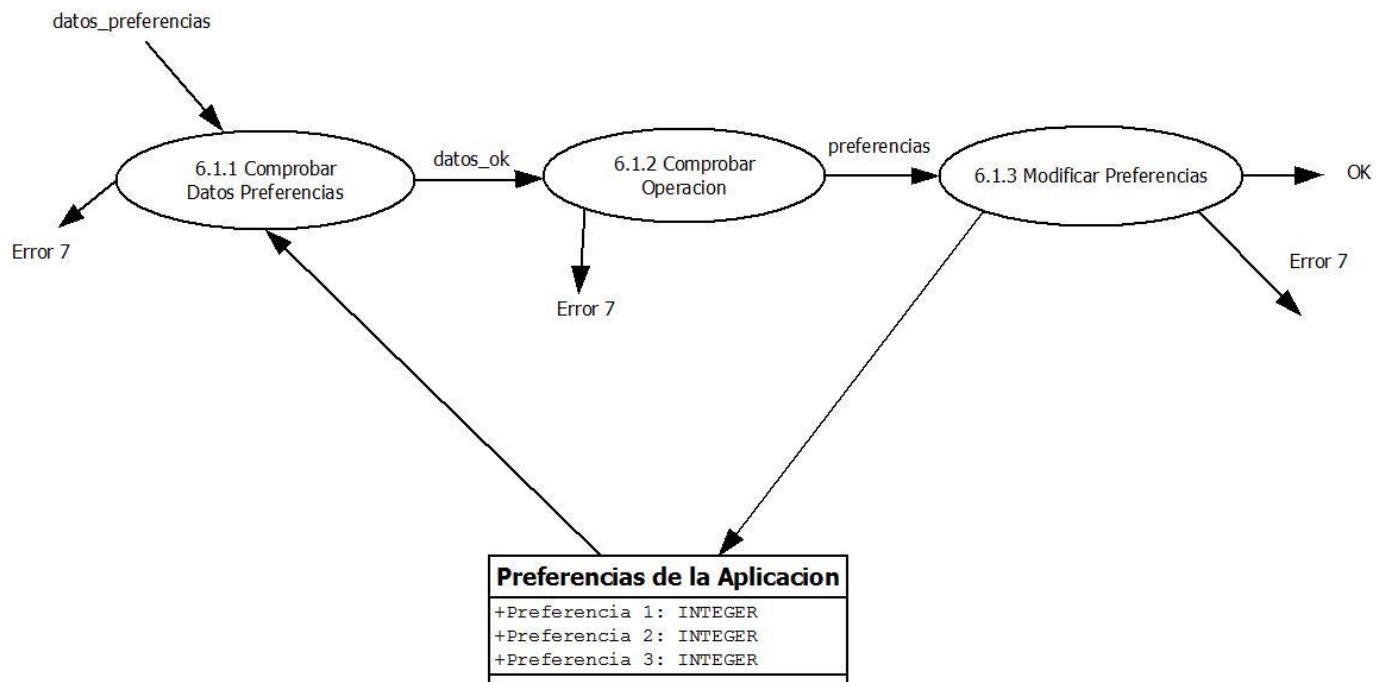 datos_preferencias
6.1.1 Comprobar
Datos Preferencias
datos_ok
6.1.2 Comprobar
Operacion
preferencias
6.1.3 Modificar Preferencias
OK
Error 7
Error 7
Error 7
Preferencias de la Aplicacion
+Preferencia 1: INTEGER
+Preferencia 2: INTEGER
+Preferencia 3: INTEGER